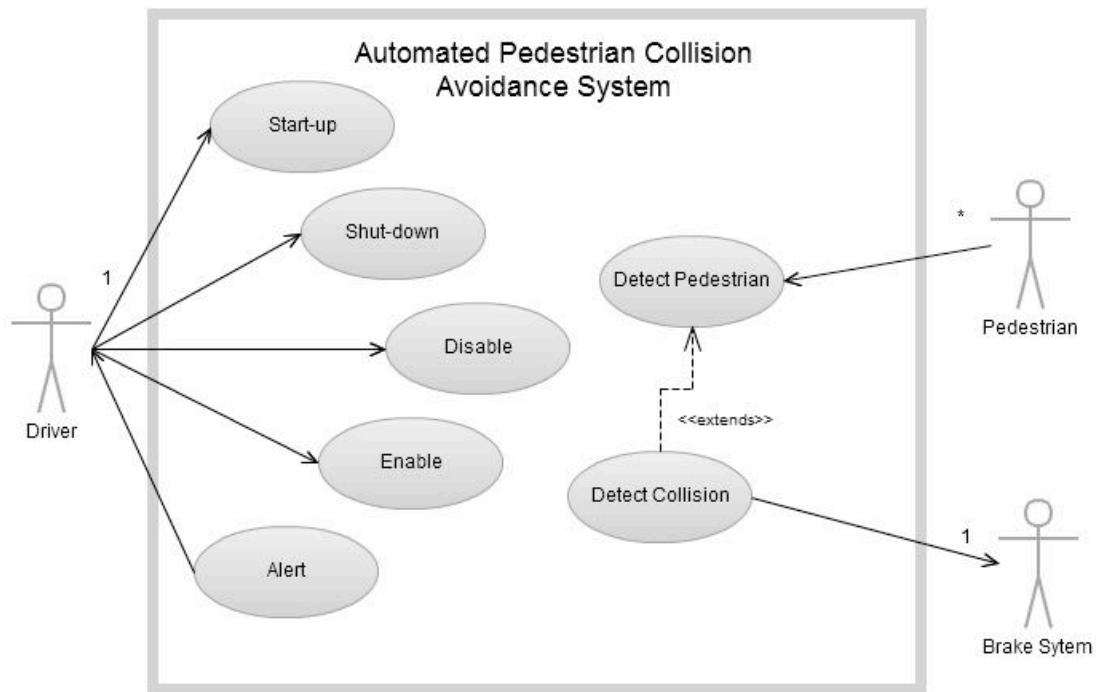 Automated Pedestrian Collision
Avoidance System
Start-up
Shut-down
*
1
Detect Pedestrian
Pedestrian
Disable
<<extends>>
Driver
Enable
Detect Collision
1
Alert
Brake Sytem